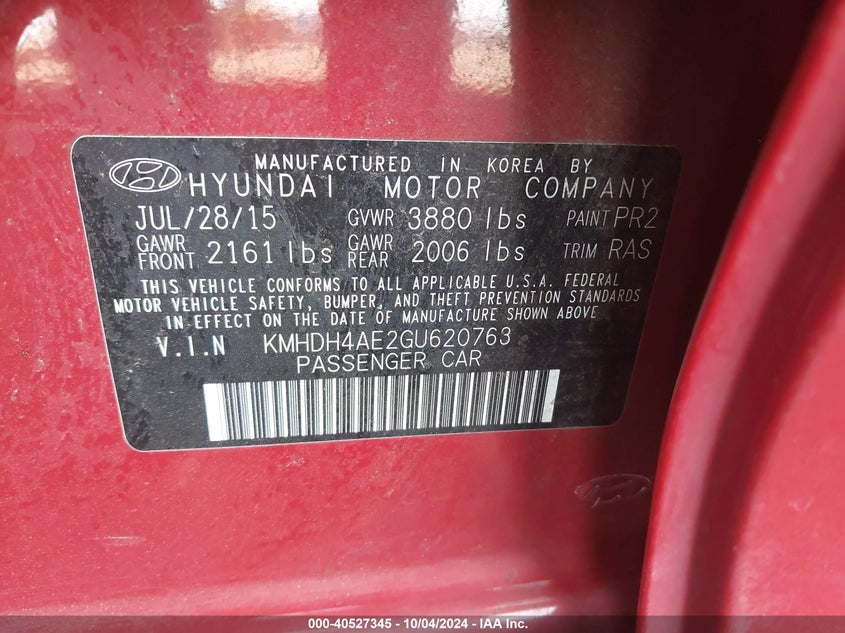 MANUFACTURED IN KOREA BY
HYUNDAI MOTOR COMPANY
JUL/28/15 GVWR 3880 lbs PAINT PR2
GAWR FRONT 2161 lbs GAWR REAR 2006 lbs TRIM RAS
THIS VEHICLE CONFORMS TO ALL APPLICABLE U.S.A. FEDERAL
MOTOR VEHICLE SAFETY, BUMPER, AND THEFT PREVENTION STANDARDS
IN EFFECT ON THE DATE OF MANUFACTURE SHOWN ABOVE
V.I.N KMHDH4AE2GU620763
PASSENGER CAR
000-40527345 - 10/04/2024 - IAA Inc.